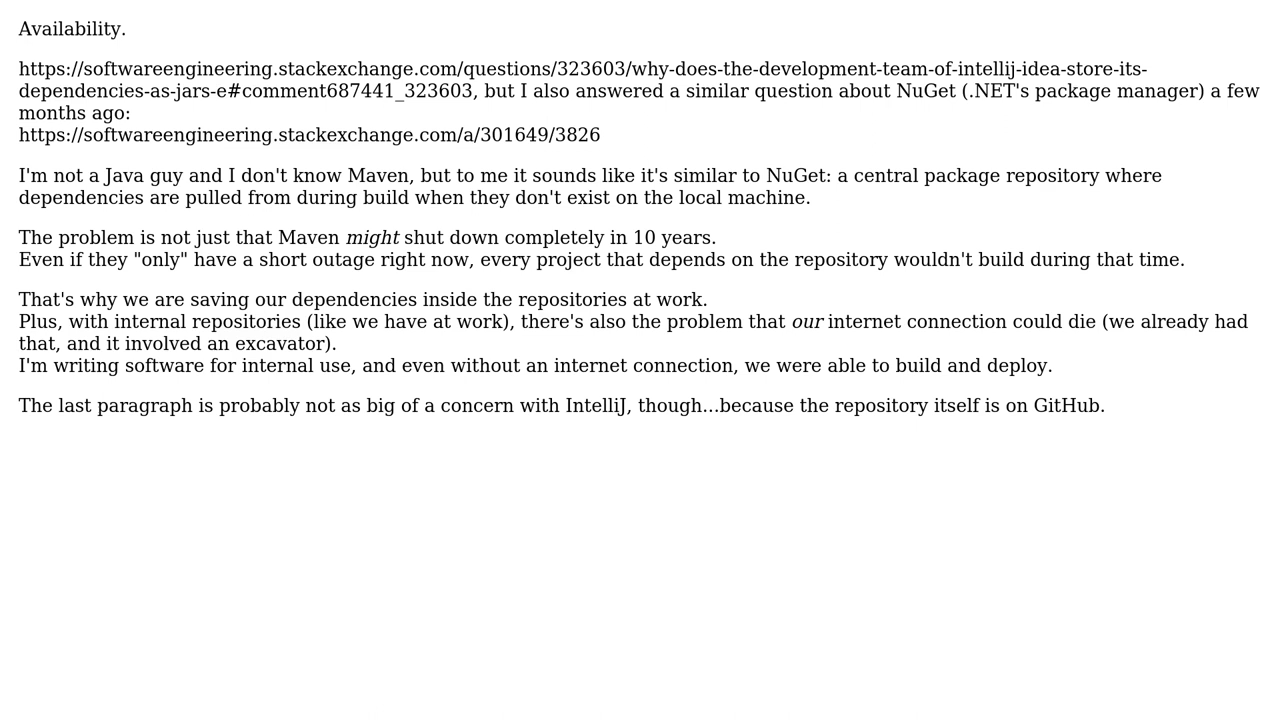 Availability.
https://softwareengineering.stackexchange.com/questions/323603/why-does-the-development-team-of-intellij-idea-store-its-
dependencies-as-jars-e#comment687441_323603, but I also answered a similar question about NuGet (.NET's package manager) a few
months ago:
https://softwareengineering.stackexchange.com/a/301649/3826
I'm not a Java guy and I don't know Maven, but to me it sounds like it's similar to NuGet: a central package repository where
dependencies are pulled from during build when they don't exist on the local machine.
The problem is not just that Maven might shut down completely in 10 years.
Even if they "only" have a short outage right now, every project that depends on the repository wouldn't build during that time.
That's why we are saving our dependencies inside the repositories at work.
Plus, with internal repositories (like we have at work), there's also the problem that our internet connection could die (we already had
that, and it involved an excavator).
I'm writing software for internal use, and even without an internet connection, we were able to build and deploy.
The last paragraph is probably not as big of a concern with IntelliJ, though...because the repository itself is on GitHub.